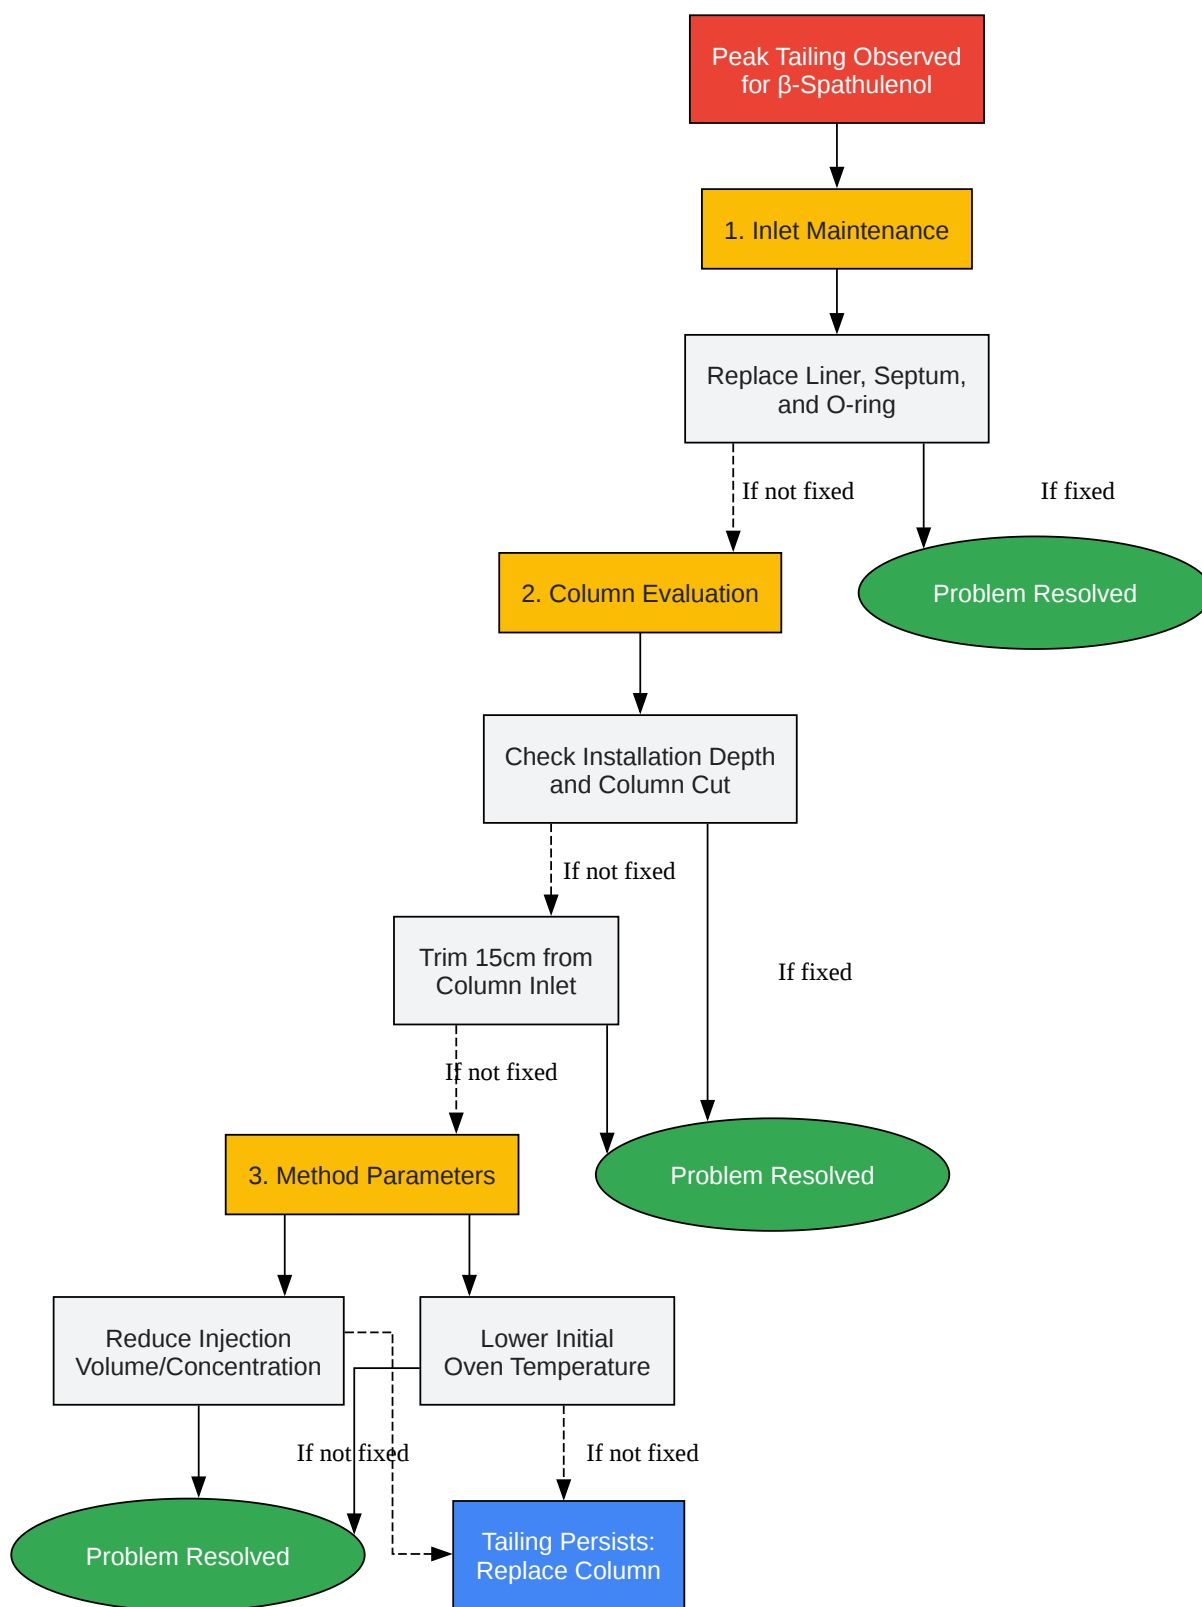 Peak Tailing Observed
for β-Spathulenol
1. Inlet Maintenance
Replace Liner, Septum,
and O-ring
If not fixed
If fixed
2. Column Evaluation
Problem Resolved
Check Installation Depth
and Column Cut
If not fixed
Trim 15cm from
Column Inlet
If fixed
If not fixed
3. Method Parameters
Problem Resolved
Reduce Injection
Volume/Concentration
Lower Initial
Oven Temperature
If not fixed
If not fixed
Problem Resolved
Tailing Persists:
Replace Column